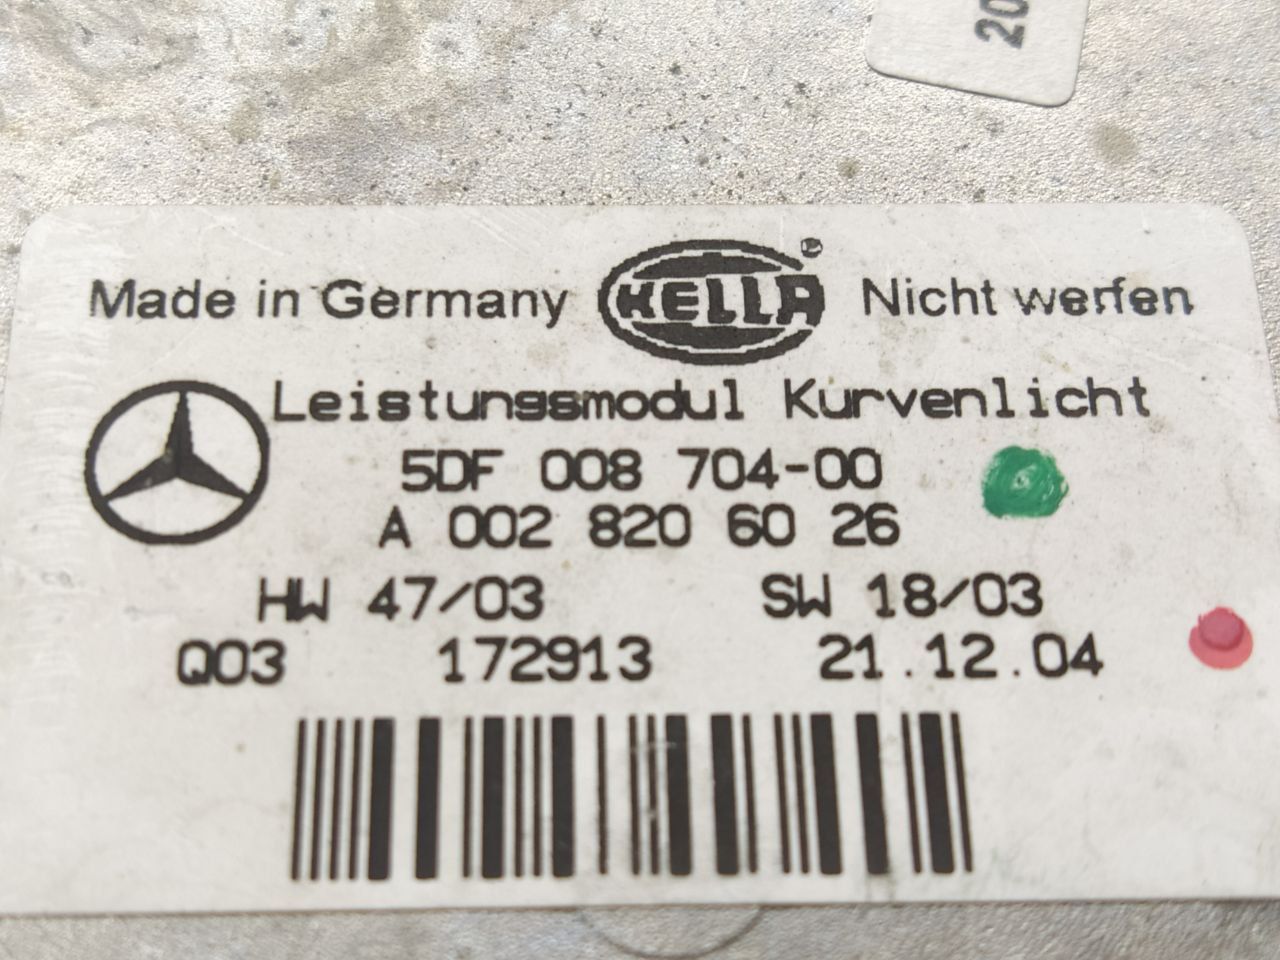 20
Made in Germany HELLA Nicht werfen
Leistungsmodul Kurvenlicht
5DF 008 704-00
A 002 820 60 26
HW 47/03 SW 18/03
Q03 172913 21.12.04